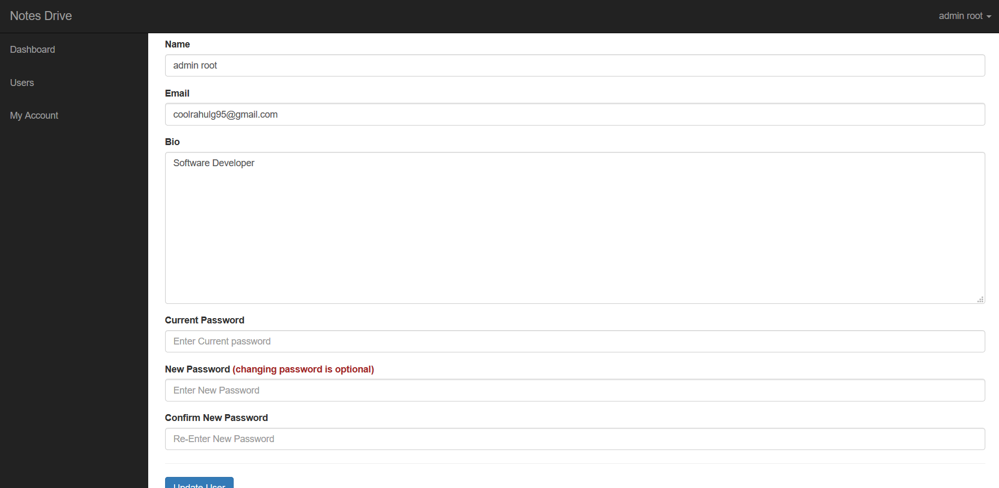 Notes Drive
admin root
Dashboard
Users
My Account
Name
admin root
Email
coolrahulg95@gmail.com
Bio
Software Developer
Current Password
Enter Current password
New Password (changing password is optional)
Enter New Password
Confirm New Password
Re-Enter New Password
Update User